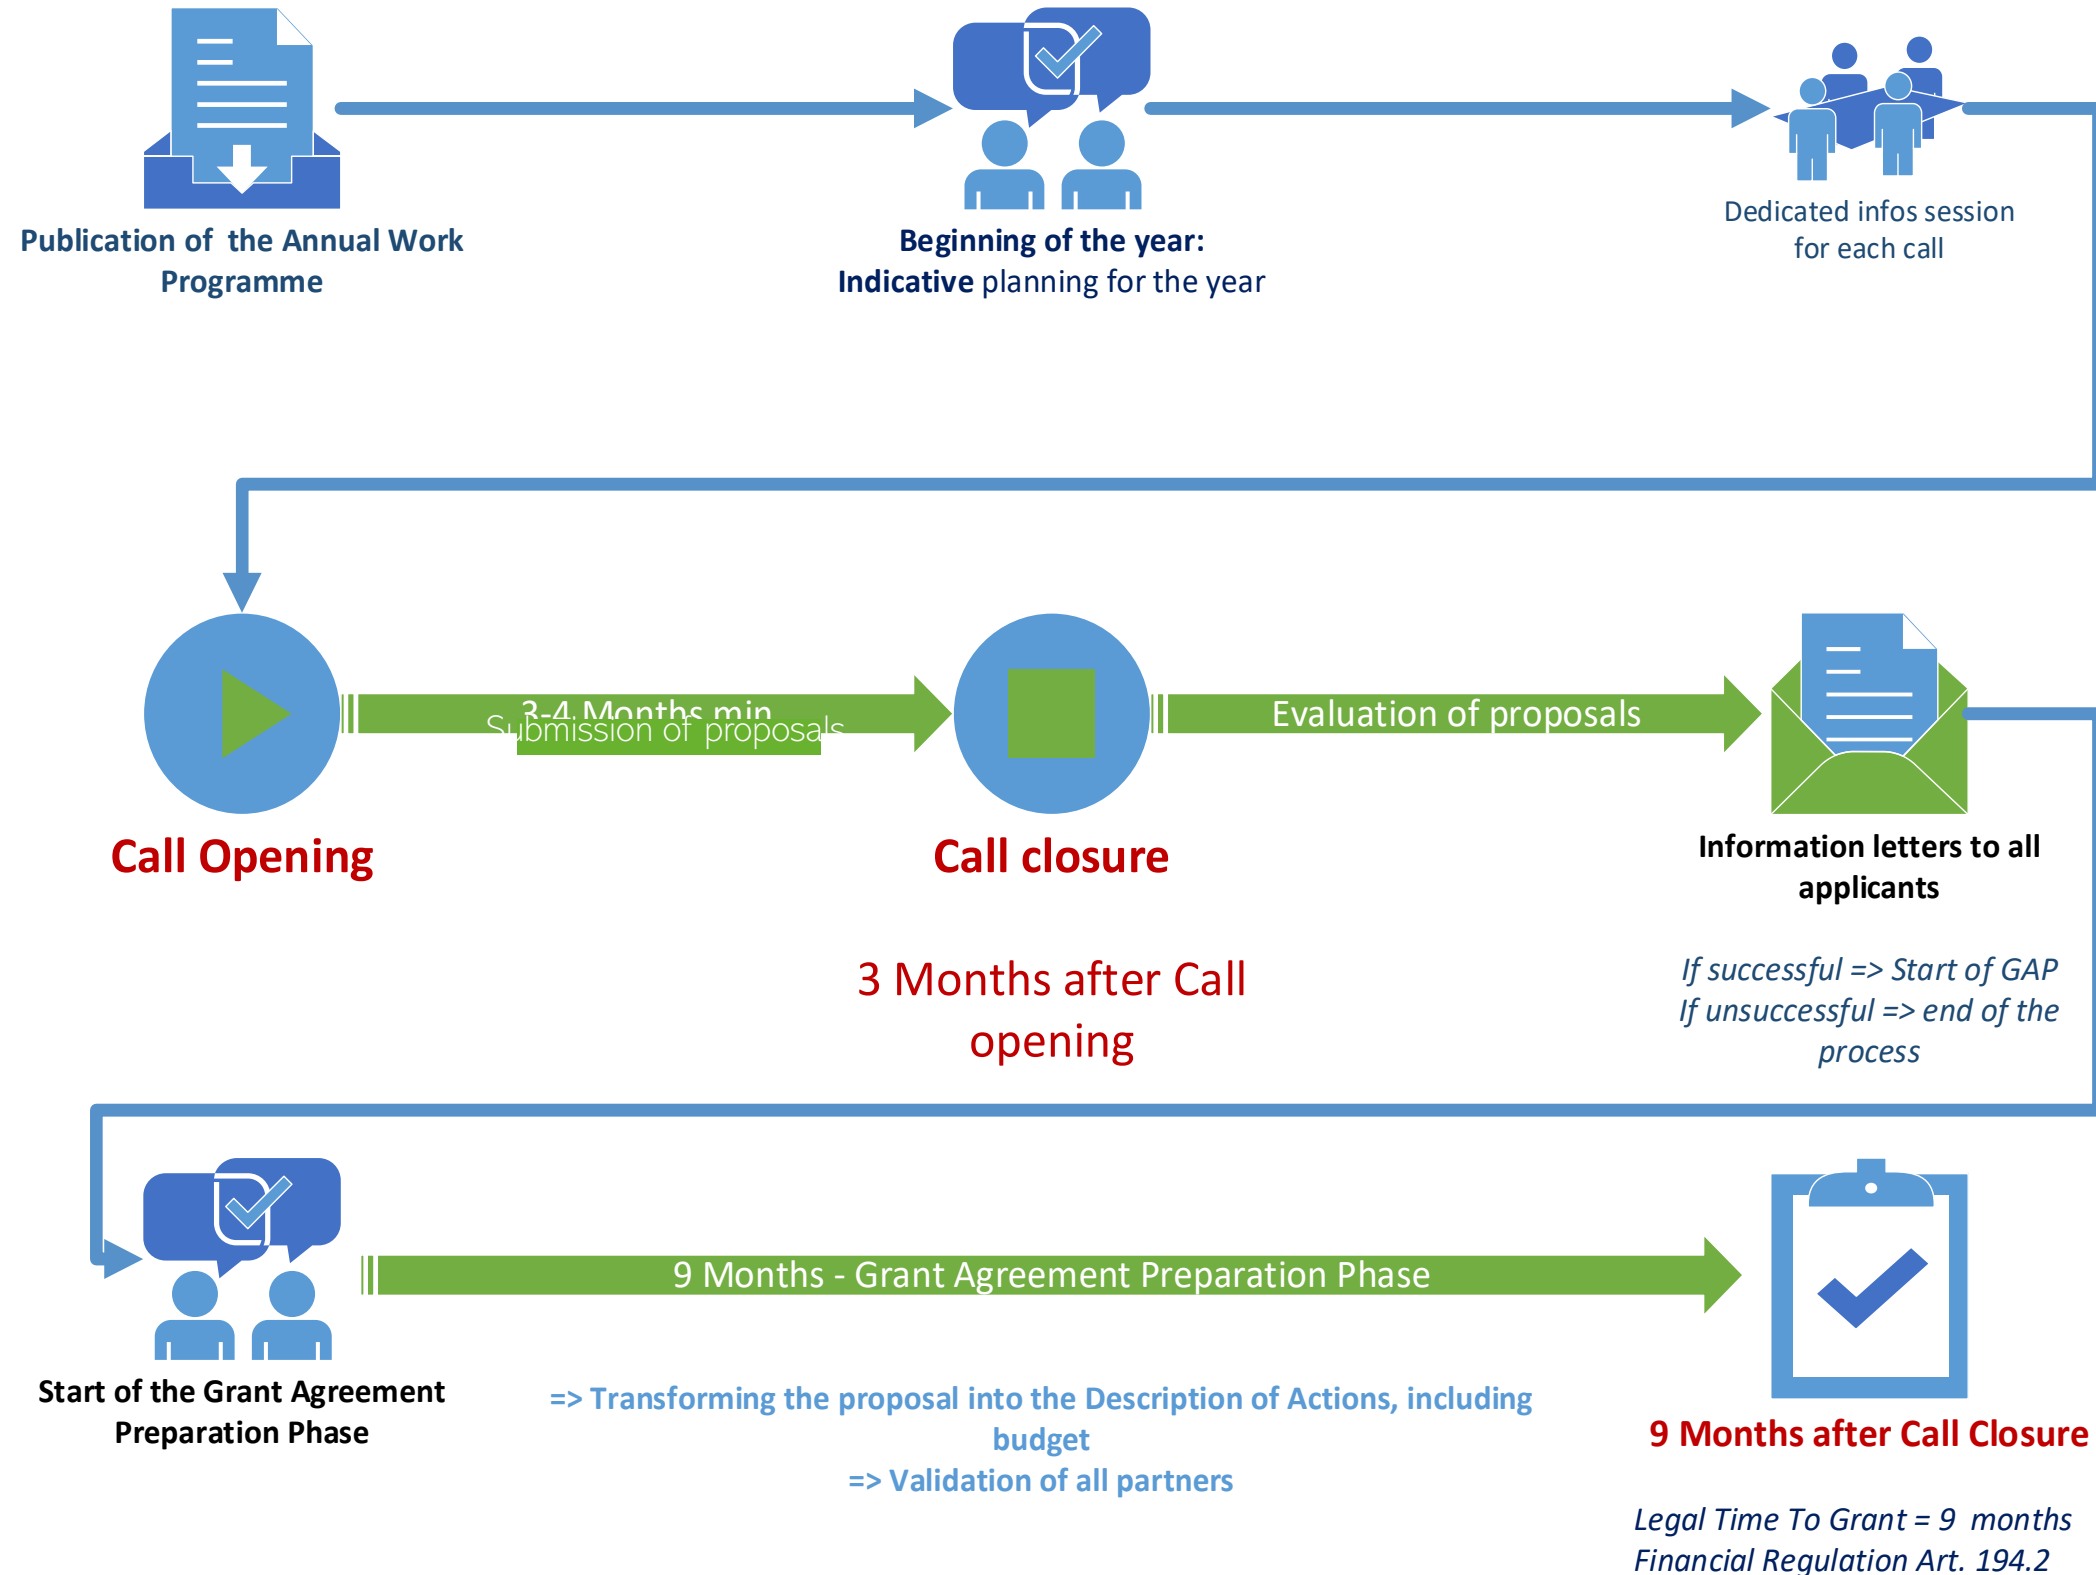 Publication of  the Annual Work
Programme
Beginning of the year:
Indicative planning for the year
Dedicated infos session
for each call
3-4 Months min
Submission of proposals
Evaluation of proposals
Call Opening
Call closure
3 Months after Call
opening
Information letters to all
applicants
If successful => Start of GAP
If unsuccessful => end of the
process
9 Months - Grant Agreement Preparation Phase
Start of the Grant Agreement
Preparation Phase
=> Transforming the proposal into the Description of Actions, including
budget
=> Validation of all partners
9 Months after Call Closure
Legal Time To Grant = 9  months
Financial Regulation Art. 194.2